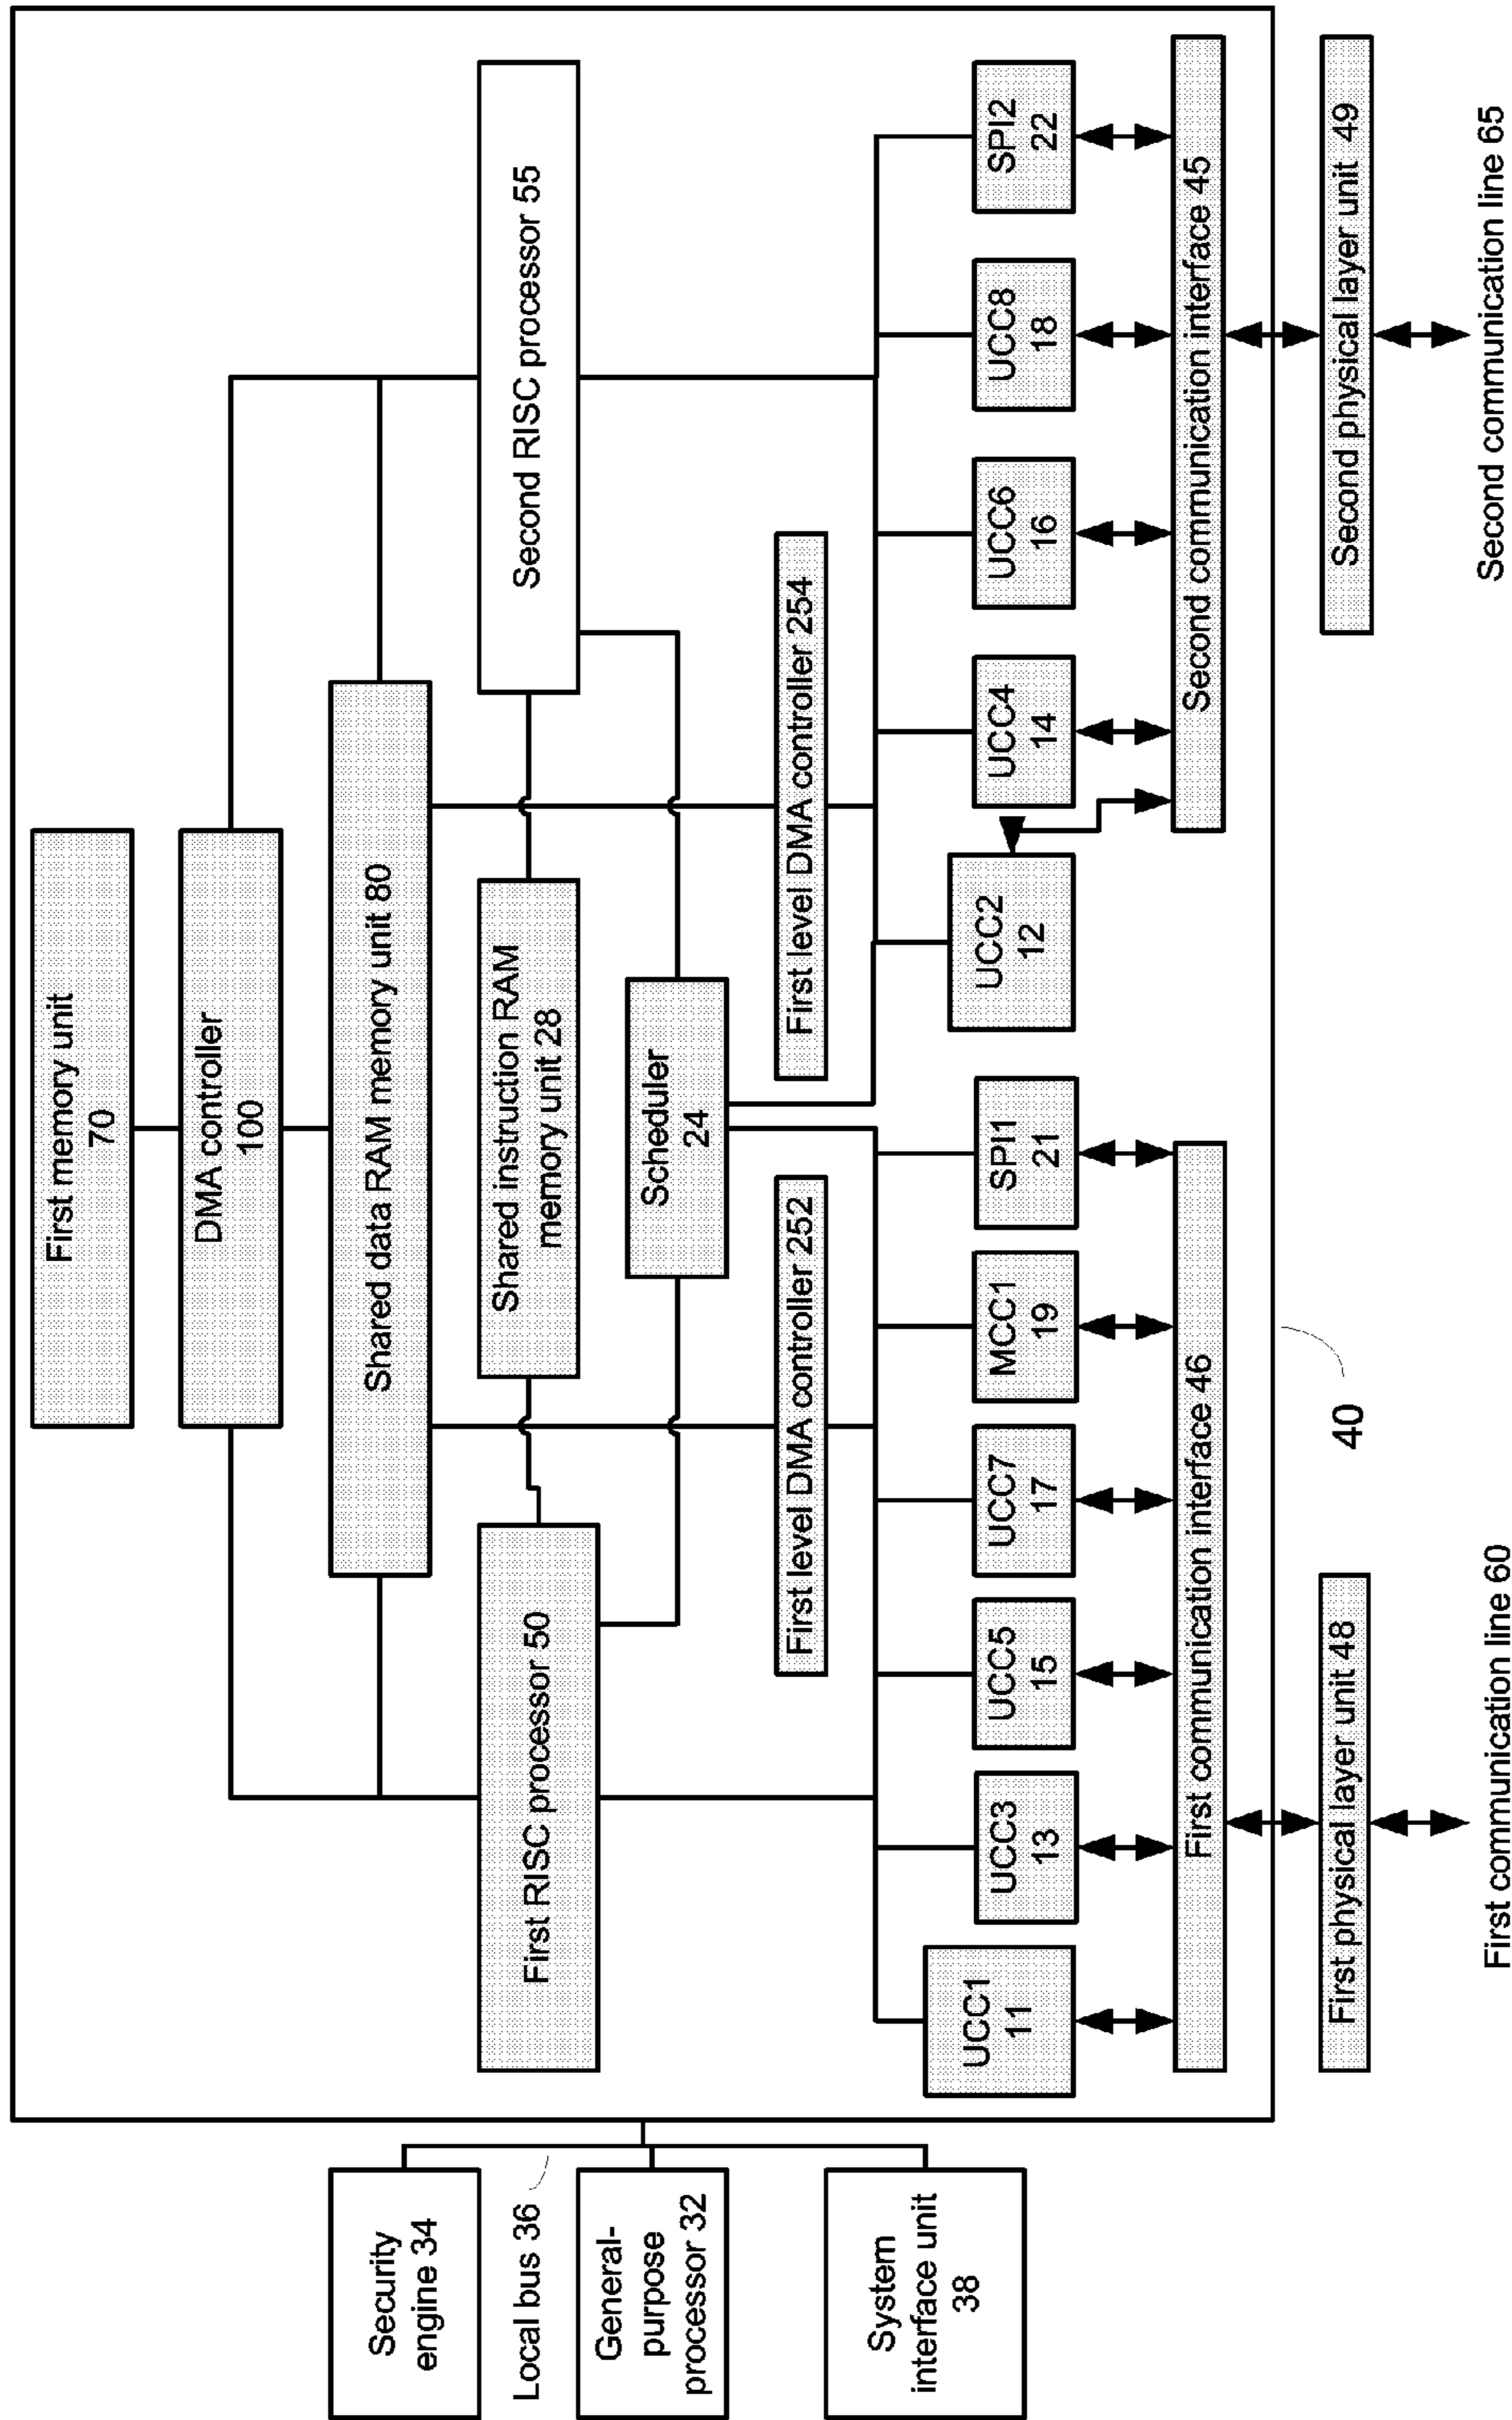 First memory unit
70
DMA controller
100
Shared data RAM memory unit 80
Security
engine 34
Local bus 36
General-
purpose
processor 32
System
interface unit
38
First RISC processor 50
Shared instruction RAM
memory unit 28
Second RISC processor 55
Scheduler
24
First level DMA controller 252
First level DMA controller 254
UCC1
11
UCC3
13
UCC5
15
UCC7
17
MCC1
19
SPI1
21
UCC2
12
UCC4
14
UCC6
16
UCC8
18
SPI2
22
First communication interface 46
Second communication interface 45
40
First physical layer unit 48
Second physical layer unit 49
First communication line 60
Second communication line 65